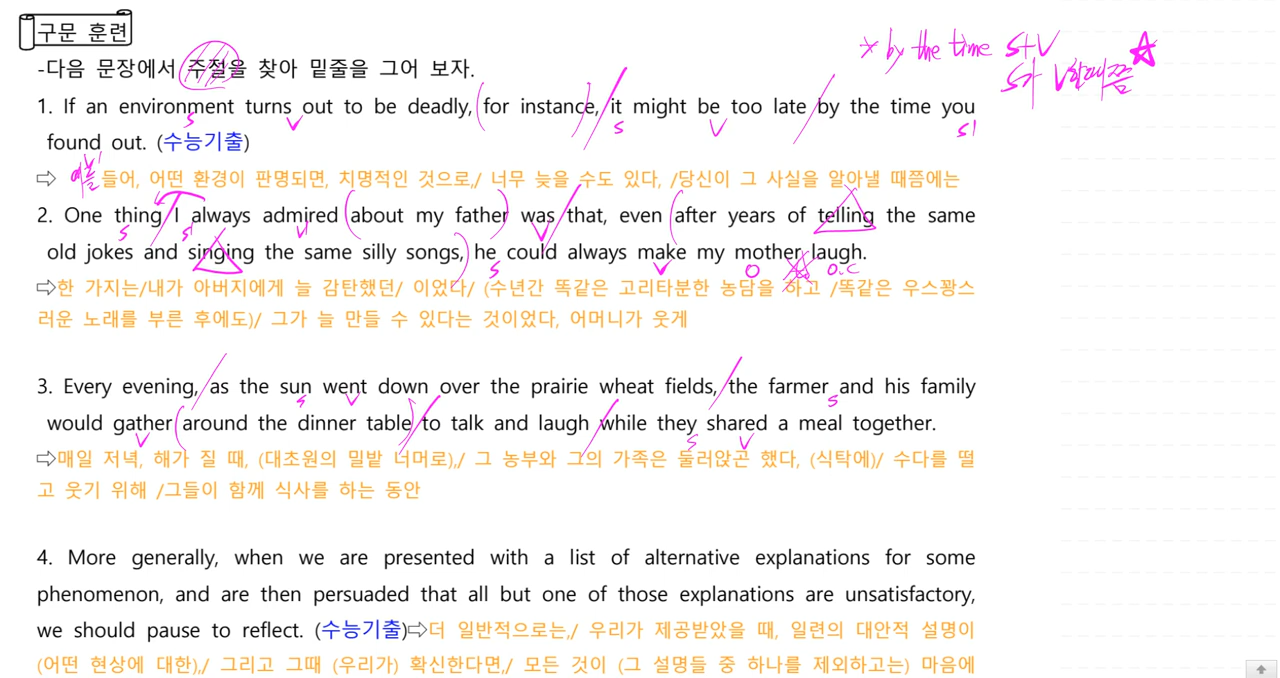 구문 훈련
* by the time S+V
S가 V할때쯤
-다음 문장에서 주절을 찾아 밑줄을 그어 보자.
1. If an environment turns out to be deadly, for instance, it might be too late by the time you
S V S V S'
found out. (수능기출)
V'
⇨ 예를 들어, 어떤 환경이 판명되면, 치명적인 것으로,/ 너무 늦을 수도 있다, /당신이 그 사실을 알아낼 때쯤에는
2. One thing I always admired about my father was that, even after years of telling the same
S S' V' V
old jokes and singing the same silly songs, he could always make my mother laugh.
S V O O.C
⇨한 가지는/내가 아버지에게 늘 감탄했던/ 이었다/ (수년간 똑같은 고리타분한 농담을 하고 /똑같은 우스꽝스
러운 노래를 부른 후에도)/ 그가 늘 만들 수 있다는 것이었다, 어머니가 웃게
3. Every evening, as the sun went down over the prairie wheat fields, the farmer and his family
S V S
would gather around the dinner table to talk and laugh while they shared a meal together.
V S V
⇨매일 저녁, 해가 질 때, (대초원의 밀밭 너머로),/ 그 농부와 그의 가족은 둘러앉곤 했다, (식탁에)/ 수다를 떨
고 웃기 위해 /그들이 함께 식사를 하는 동안
4. More generally, when we are presented with a list of alternative explanations for some
phenomenon, and are then persuaded that all but one of those explanations are unsatisfactory,
we should pause to reflect. (수능기출)⇨더 일반적으로는,/ 우리가 제공받았을 때, 일련의 대안적 설명이
(어떤 현상에 대한),/ 그리고 그때 (우리가) 확신한다면,/ 모든 것이 (그 설명들 중 하나를 제외하고는) 마음에